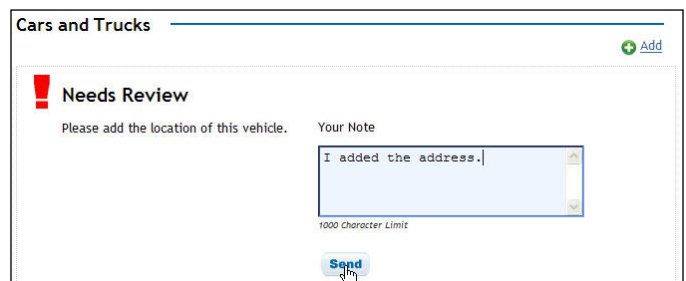 Cars and Trucks
Add
Needs Review
Please add the location of this vehicle.
Your Note
I added the address.
1000 Character Limit
Send